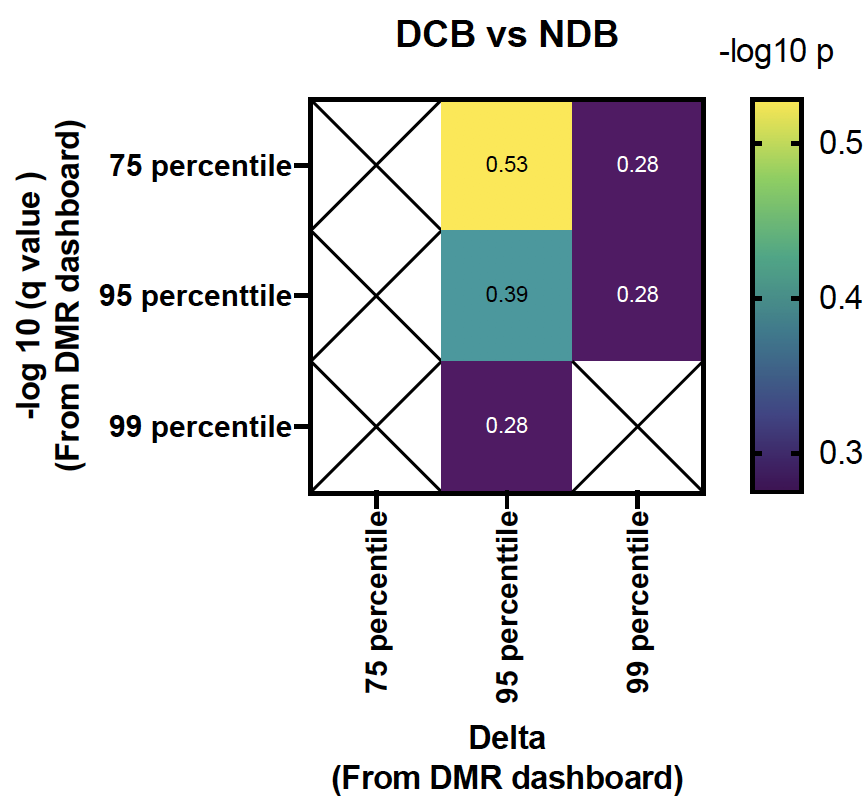 DCB vs NDB
-log10 p
-log 10 (q value )
(From DMR dashboard)
75 percentile
0.53
0.28
95 percenttile
0.39
0.28
99 percentile
0.28
0.5
0.4
0.3
75 percentile
95 percenttile
99 percentile
Delta
(From DMR dashboard)